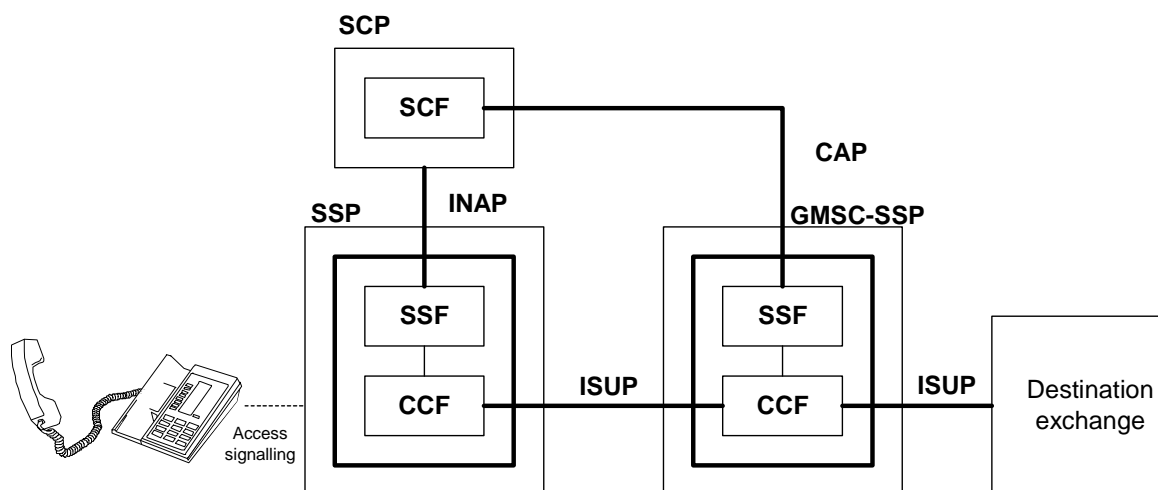 SCP
SCF
CAP
INAP
SSP
GMSC-SSP
SSF
SSF
ISUP
ISUP
CCF
CCF
Destination
exchange
Access
signalling